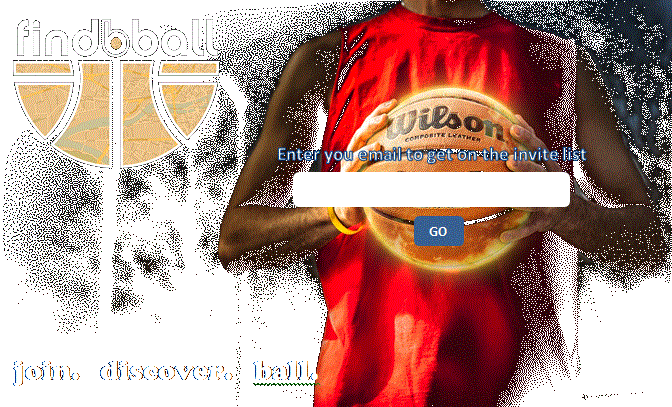 findbball
Wilson
COMPOSITE LEATHER
Enter you email to get on the invite list
GO
join. discover. ball.